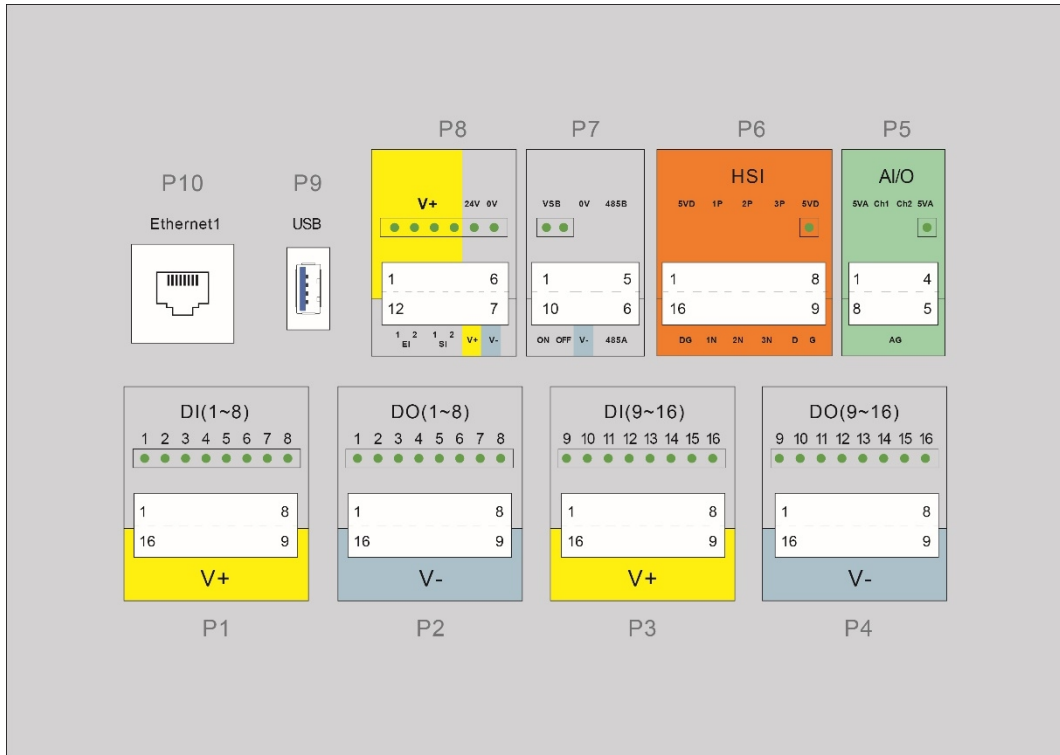 P8 P7 P6 P5
P10 P9
HSI AI/O
V+ 24V 0V VSB 0V 485B 5VD 1P 2P 3P 5VD 5VA Ch1 Ch2 5VA
Ethernet1 USB
1 6 1 5 1 8 1 4
12 7 10 6 16 9 8 5
1 2 1 2 V+ V- ON OFF V- 485A DG 1N 2N 3N D G AG
EI SI
DI(1~8) DO(1~8) DI(9~16) DO(9~16)
1 2 3 4 5 6 7 8 1 2 3 4 5 6 7 8 9 10 11 12 13 14 15 16 9 10 11 12 13 14 15 16
1 8 1 8 1 8 1 8
16 9 16 9 16 9 16 9
V+ V- V+ V-
P1 P2 P3 P4